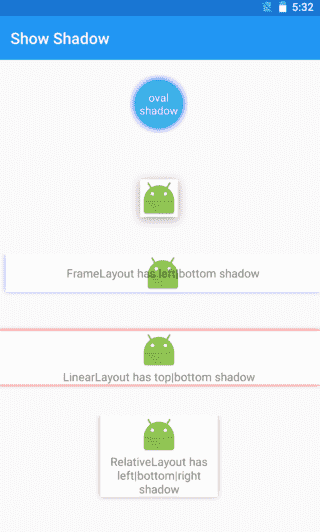 5:32
Show Shadow
oval
shadow
FrameLayout has left|bottom shadow
LinearLayout has top|bottom shadow
RelativeLayout has
left|bottom|right
shadow